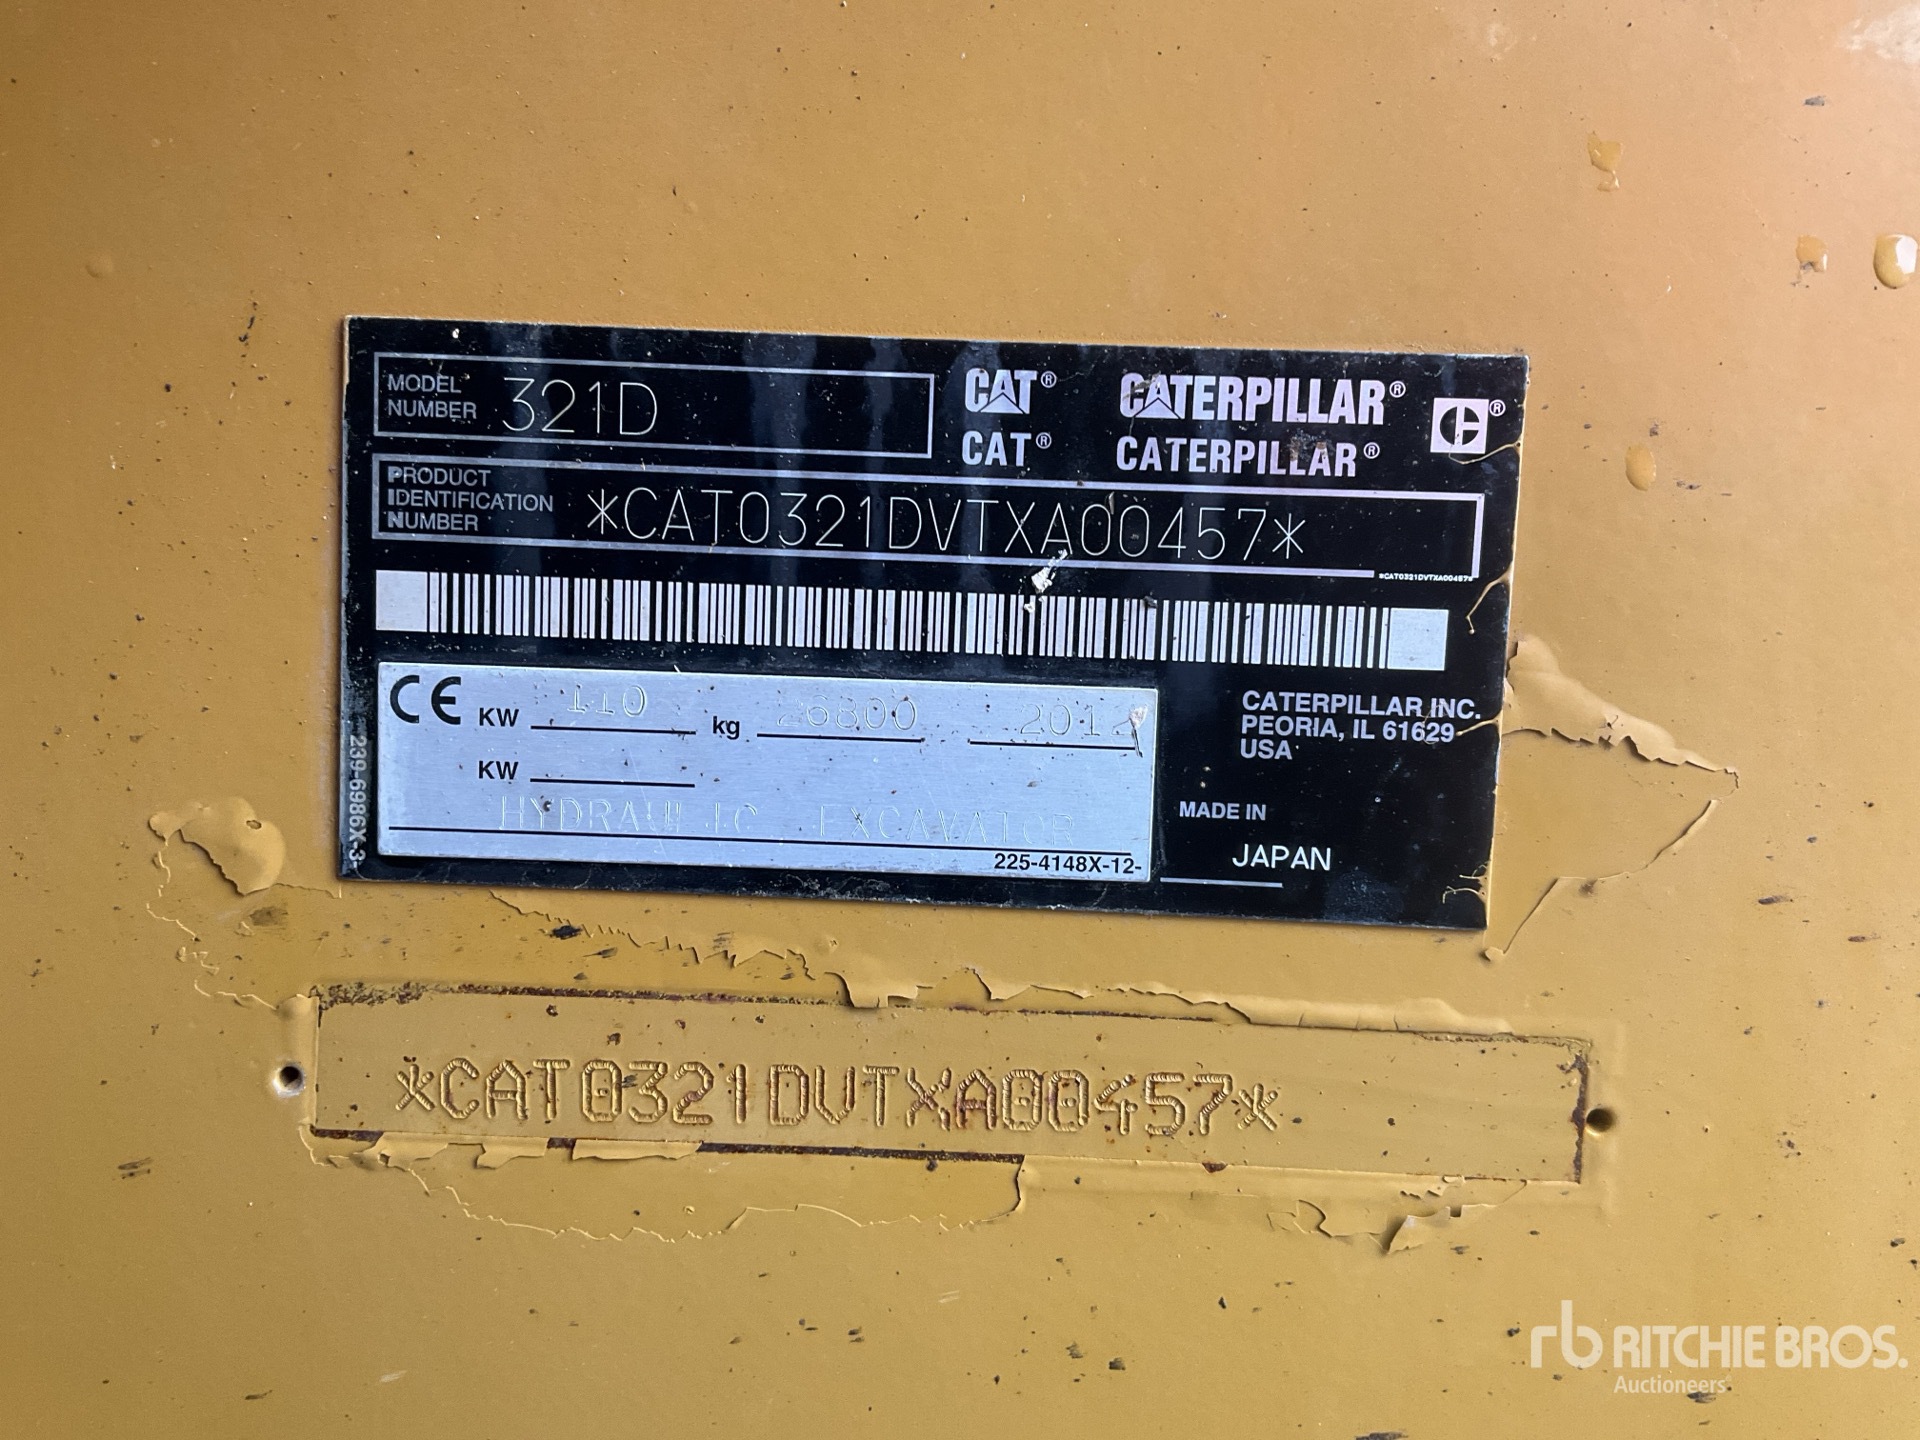 MODEL NUMBER 321D
CAT® CATERPILLAR® ®
CAT® CATERPILLAR®
PRODUCT IDENTIFICATION NUMBER *CAT0321DVTXA00457*
*CAT0321DVTXA00457*
CE KW 110 kg 26800
KW
HYDRAULIC EXCAVATOR
225-4148X-12-
239-6986X-3-
CATERPILLAR INC.
PEORIA, IL 61629
USA
MADE IN
JAPAN
*CAT0321DVTXA00457*
rb RITCHIE BROS.
Auctioneers